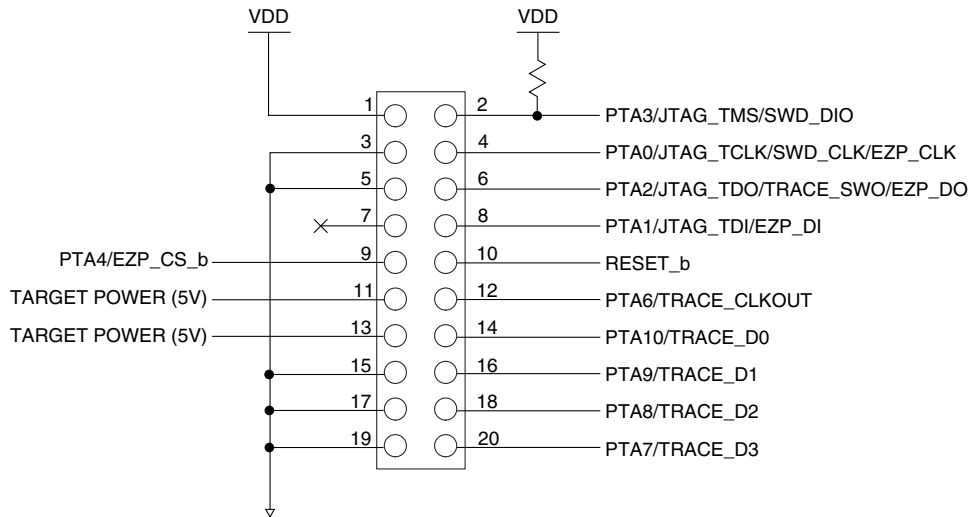 VDD VDD
1 2 PTA3/JTAG_TMS/SWD_DIO
3 4 PTA0/JTAG_TCLK/SWD_CLK/EZP_CLK
5 6 PTA2/JTAG_TDO/TRACE_SWO/EZP_DO
7 8 PTA1/JTAG_TDI/EZP_DI
PTA4/EZP_CS_b 9 10 RESET_b
TARGET POWER (5V) 11 12 PTA6/TRACE_CLKOUT
TARGET POWER (5V) 13 14 PTA10/TRACE_D0
15 16 PTA9/TRACE_D1
17 18 PTA8/TRACE_D2
19 20 PTA7/TRACE_D3